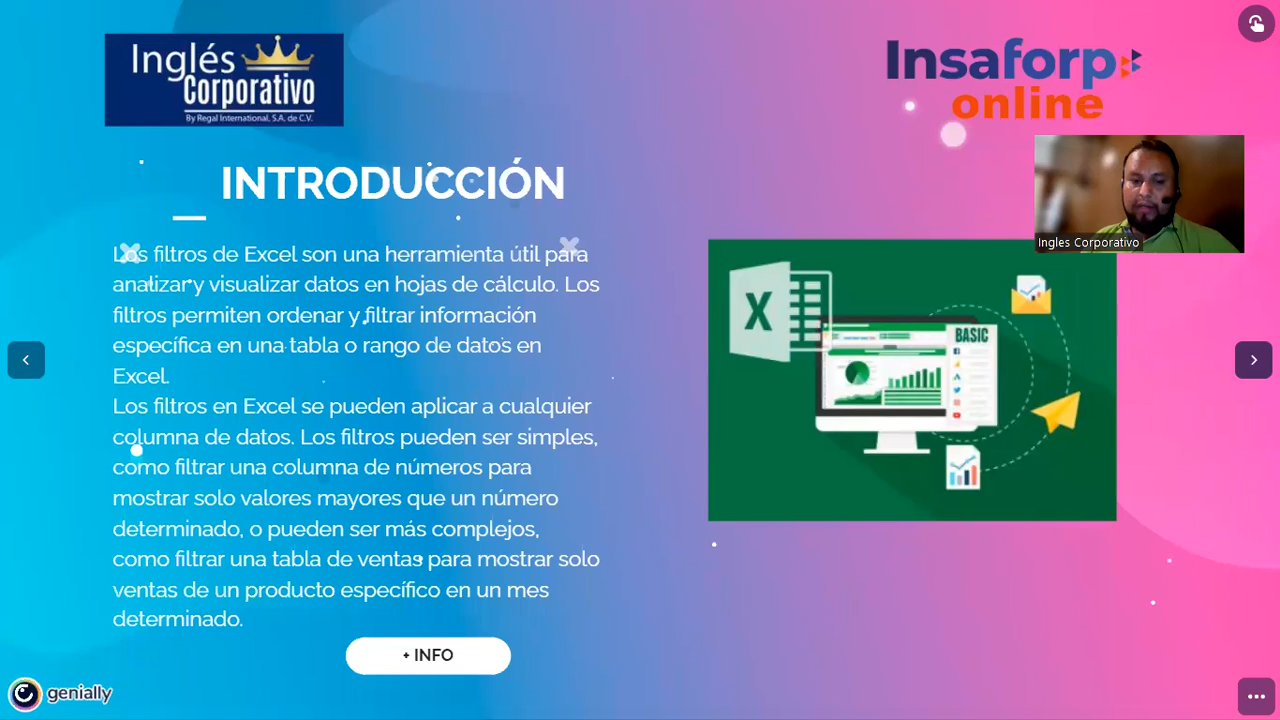 Inglés
Corporativo
By Regal International, S.A. de C.V.
Insaforp
online
INTRODUCCIÓN
Ingles Corporativo
Los filtros de Excel son una herramienta útil para
analizar y visualizar datos en hojas de cálculo. Los
filtros permiten ordenar y filtrar información
específica en una tabla o rango de datos en
Excel.
Los filtros en Excel se pueden aplicar a cualquier
columna de datos. Los filtros pueden ser simples,
como filtrar una columna de números para
mostrar solo valores mayores que un número
determinado, o pueden ser más complejos,
como filtrar una tabla de ventas para mostrar solo
ventas de un producto específico en un mes
determinado.
X
BASIC
+ INFO
genially